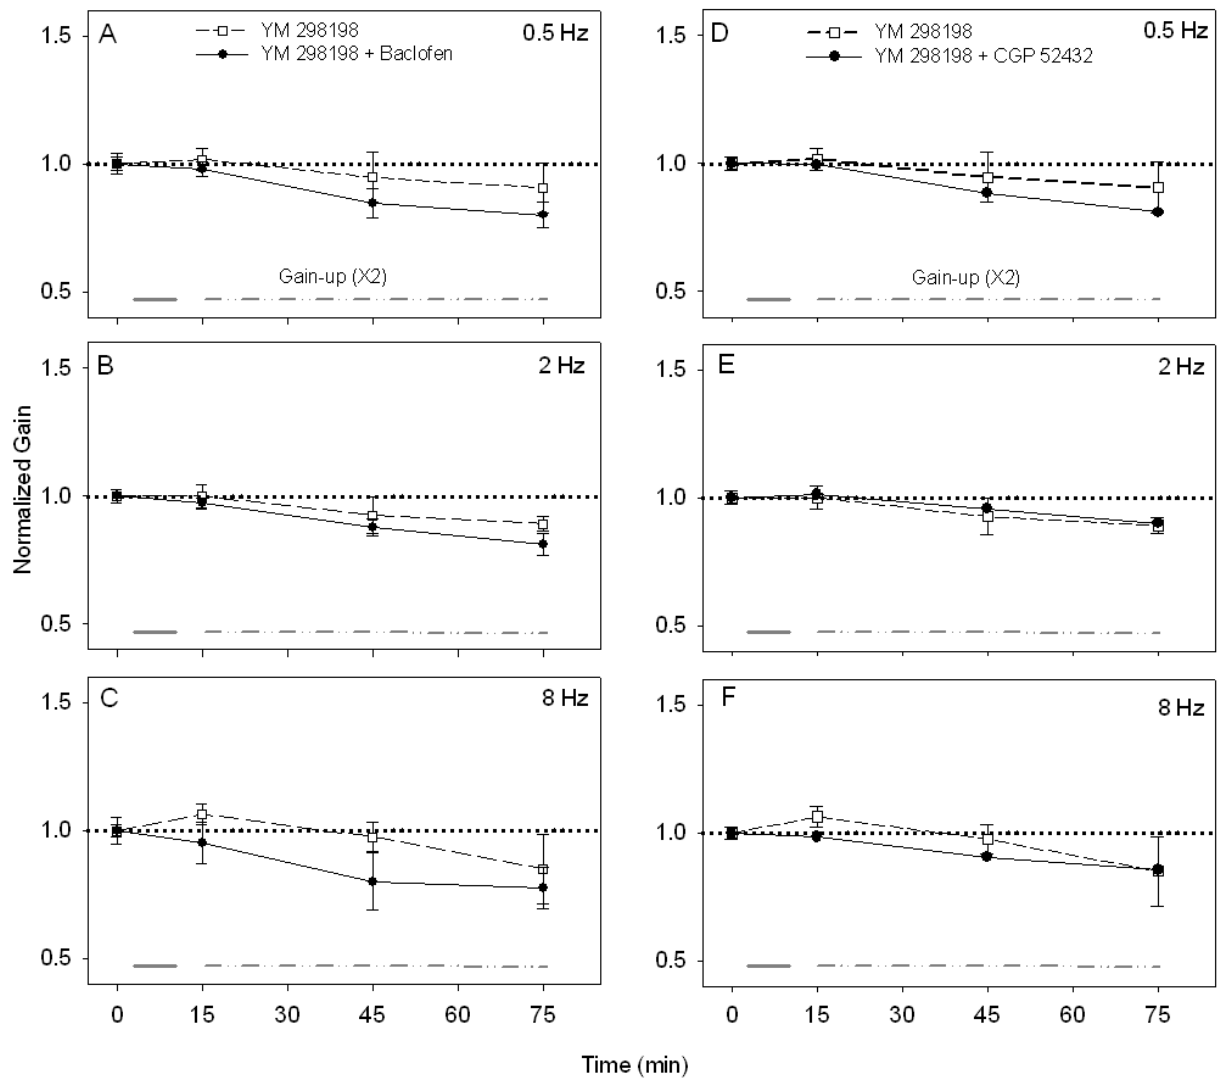 A
YM 298198
YM 298198 + Baclofen
0.5 Hz
1.5
1.0
0.5
Gain-up (X2)
D
YM 298198
YM 298198 + CGP 52432
0.5 Hz
1.5
1.0
0.5
Gain-up (X2)
B
2 Hz
1.5
1.0
0.5
E
2 Hz
1.5
1.0
0.5
Normalized Gain
C
8 Hz
1.5
1.0
0.5
0 15 30 45 60 75
F
8 Hz
1.5
1.0
0.5
0 15 30 45 60 75
Time (min)